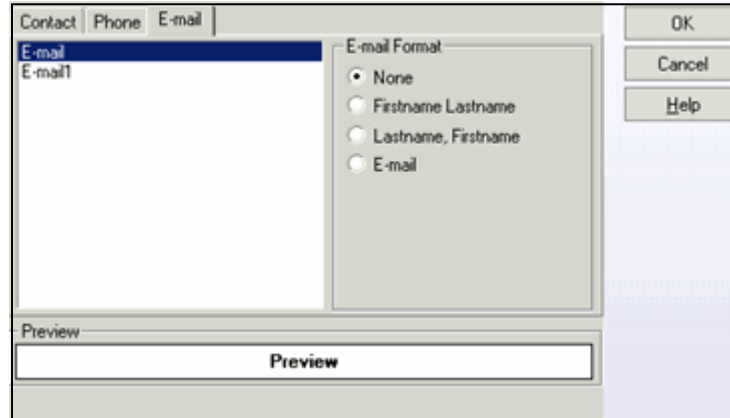 Contact Phone E-mail
E-mail
E-mail1
E-mail Format
None
Firstname Lastname
Lastname, Firstname
E-mail
OK
Cancel
Help
Preview
Preview